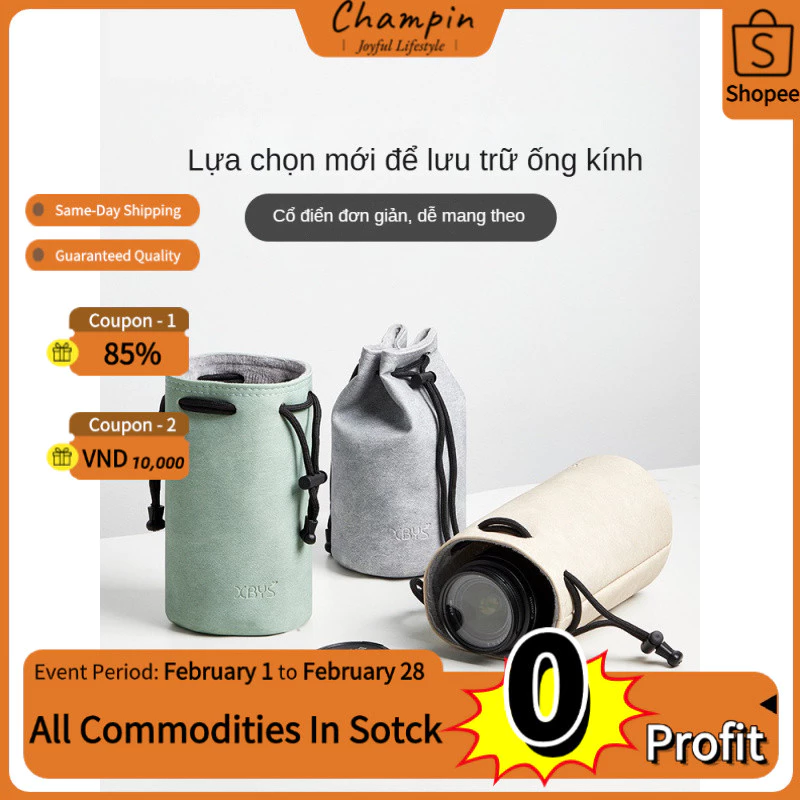 Champin
Joyful Lifestyle
Shopee
Lựa chọn mới để lưu trữ ống kính
Cổ điển đơn giản, dễ mang theo
Same-Day Shipping
Guaranteed Quality
Coupon - 1
85%
Coupon - 2
VND 10,000
XBYS
XBYS
Event Period: February 1 to February 28
All Commodities In Sotck
0
Profit